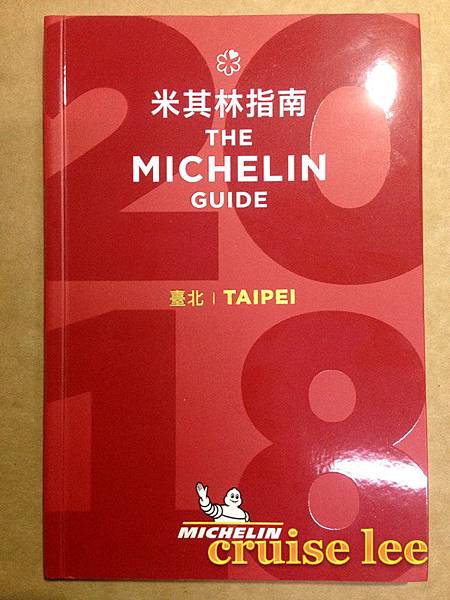 2018
米其林指南
THE
MICHELIN
GUIDE
臺北 | TAIPEI
MICHELIN
cruise lee